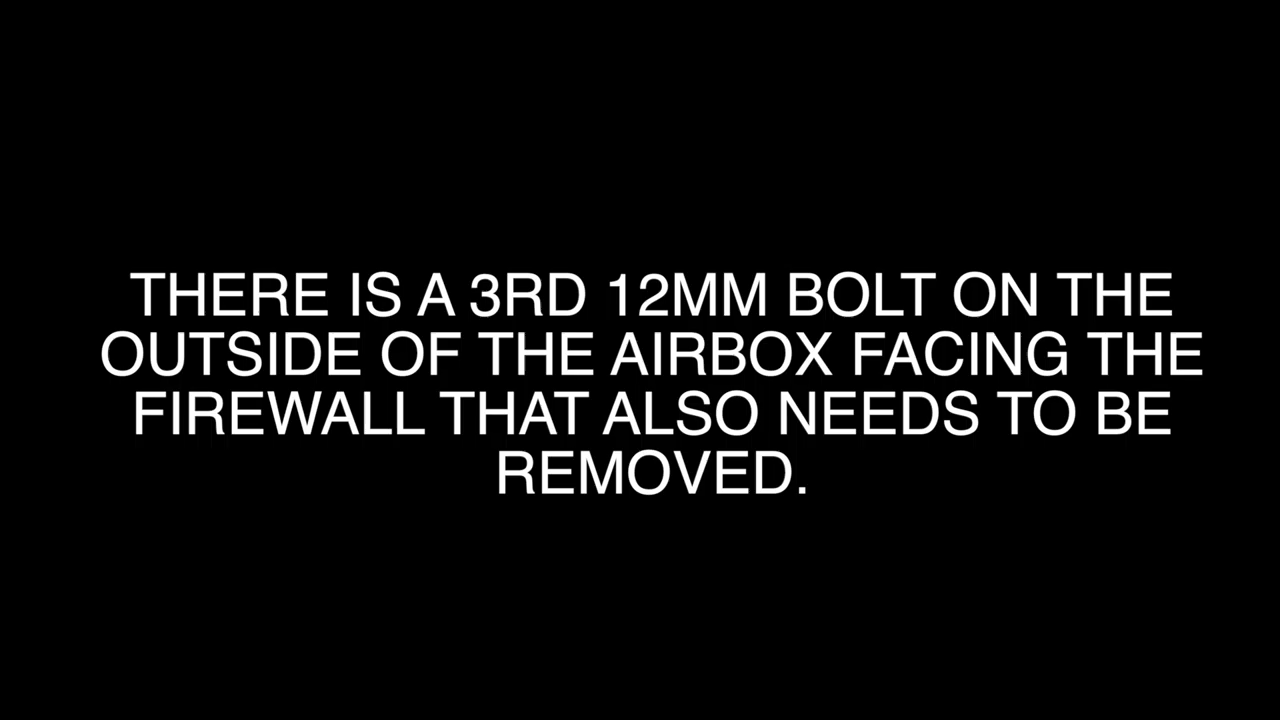 THERE IS A 3RD 12MM BOLT ON THE
OUTSIDE OF THE AIRBOX FACING THE
FIREWALL THAT ALSO NEEDS TO BE
REMOVED.